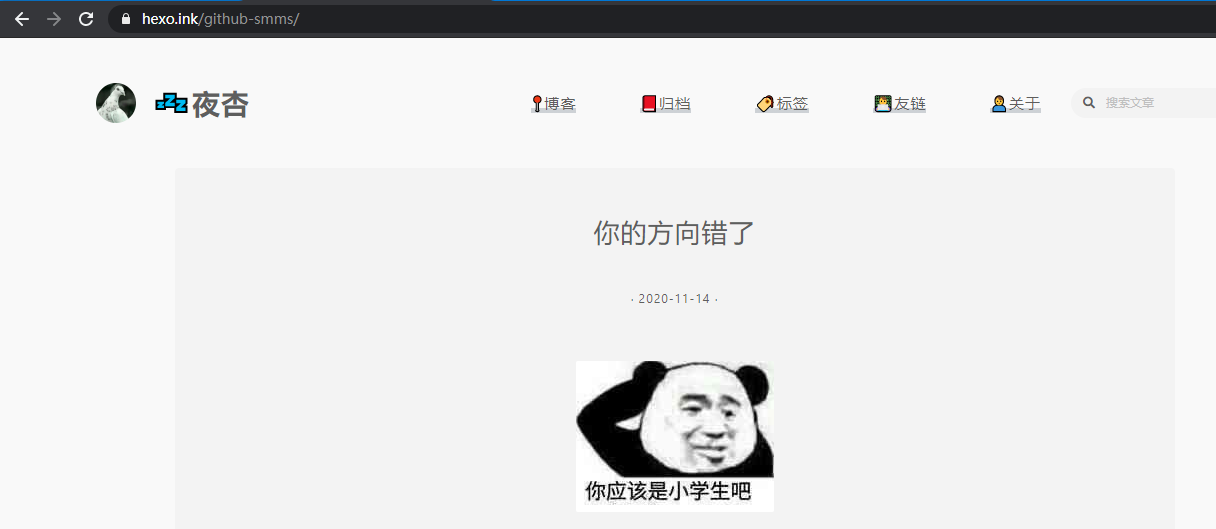 hexo.ink/github-smms/
💤夜杏
📍博客
📕归档
🏷️标签
👨‍🏫友链
🙍‍♂️关于
搜索文章
你的方向错了
· 2020-11-14 ·
你应该是小学生吧